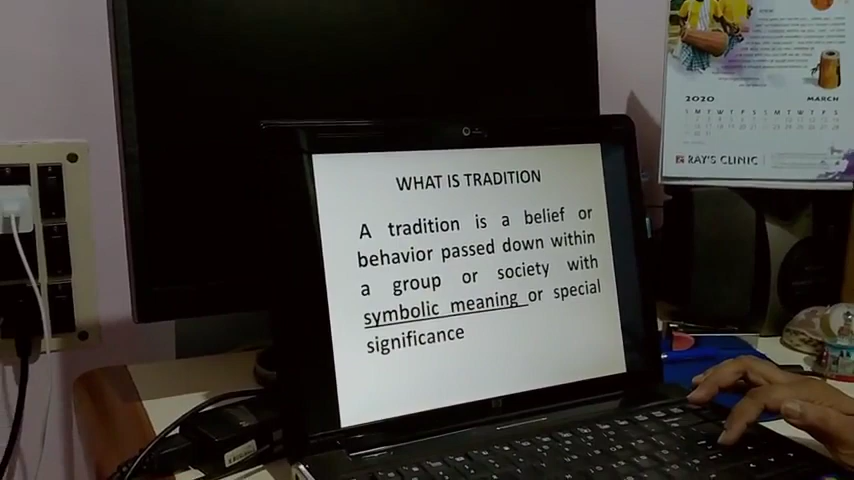 WHAT IS TRADITION
A tradition is a belief or
behavior passed down within
a group or society with
symbolic meaning or special
significance
2020
MARCH
RAY'S CLINIC